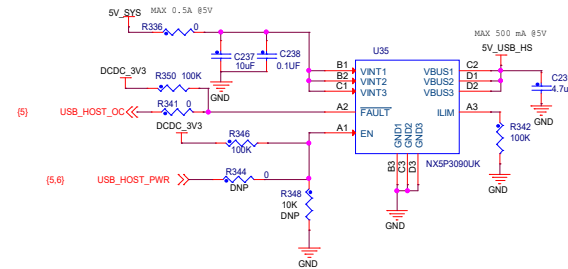 5V_SYS
MAX 0.5A @5V
R336
0
MAX 500 mA @5V
5V_USB_HS
C237
10uF
C238
0.1UF
GND
U35
B1
B2
C1
VINT1
VINT2
VINT3
VBUS1
VBUS2
VBUS3
C2
D1
D2
C23
4.7u
GND
DCDC_3V3
R350 100K
{5}
USB_HOST_OC
R341 0
A2
FAULT
ILIM
A3
DCDC_3V3
R346
100K
A1
EN
GND1
GND2
GND3
B3
C3
D3
NX5P3090UK
R342
100K
GND
{5,6}
USB_HOST_PWR
R344
0
DNP
R348
10K
DNP
GND
GND